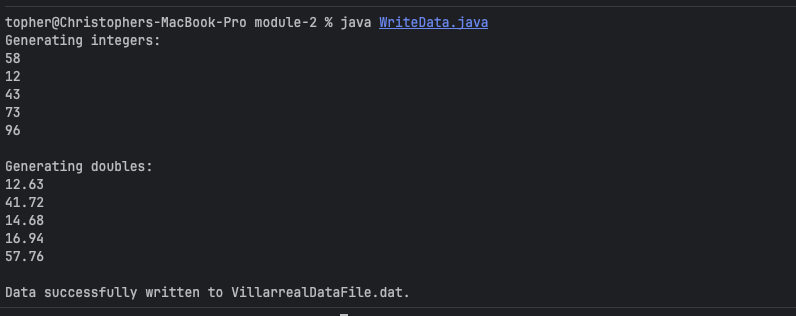 topher@Christophers-MacBook-Pro module-2 % java WriteData.java
Generating integers:
58
12
43
73
96
Generating doubles:
12.63
41.72
14.68
16.94
57.76
Data successfully written to VillarrealDataFile.dat.